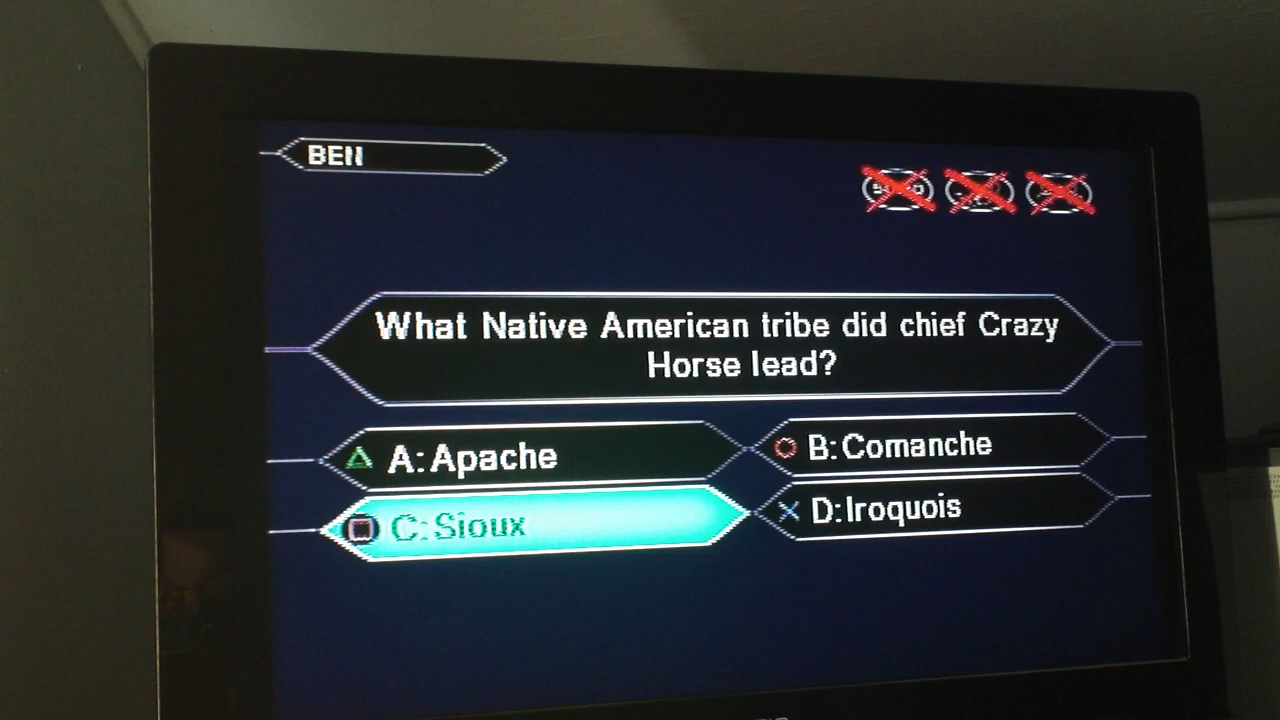 BEN
What Native American tribe did chief Crazy
Horse lead?
A: Apache
B: Comanche
C: Sioux
D: Iroquois